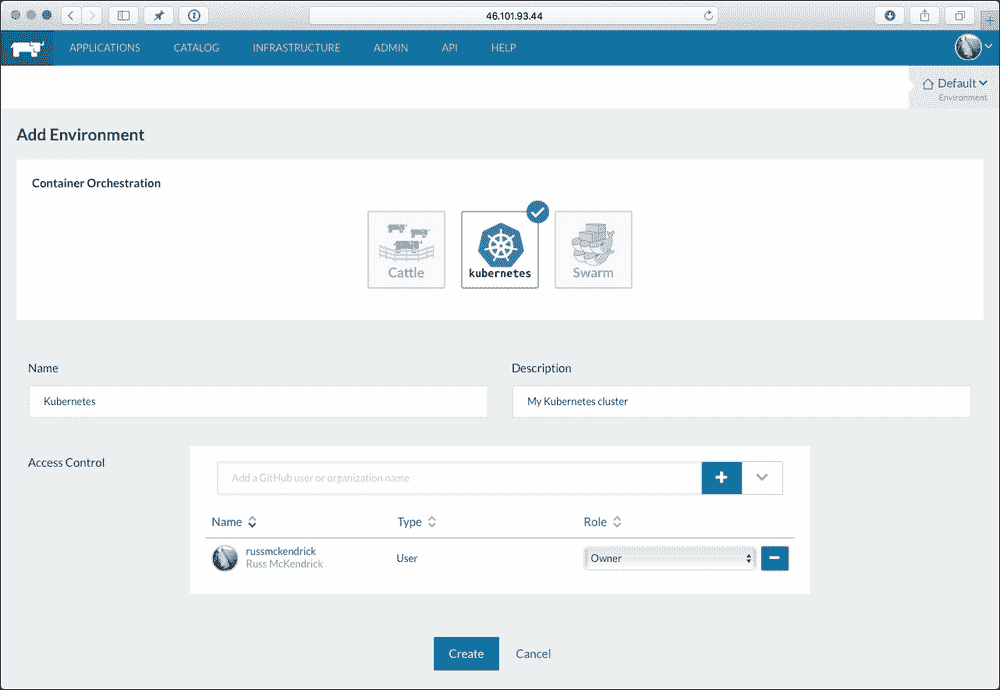 46.101.93.44
APPLICATIONS CATALOG INFRASTRUCTURE ADMIN API HELP
Default
Environment
Add Environment
Container Orchestration
Cattle kubernetes Swarm
Name Description
Kubernetes My Kubernetes cluster
Access Control
Add a GitHub user or organization name
Name Type Role
russmckendrick
Russ McKendrick
User Owner
Create Cancel